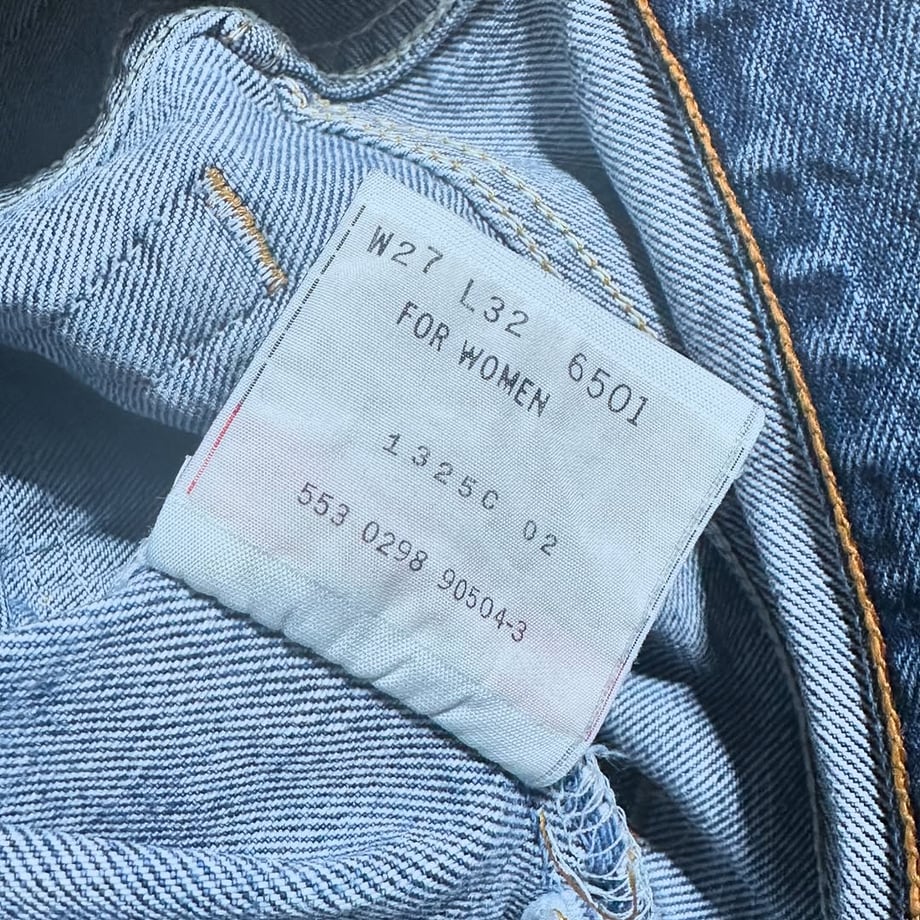 W27 L32 6501
FOR WOMEN
1325C 02
553 0298 90504-3